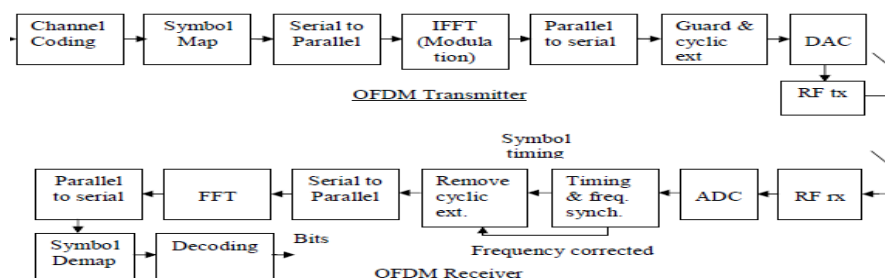 Channel
Coding
Symbol
Map
Serial to
Parallel
IFFT
(Modula
tion)
Parallel
to serial
Guard &
cyclic
ext
DAC
OFDM Transmitter
RF tx
Symbol
timing
Parallel
to serial
FFT
Serial to
Parallel
Remove
cyclic
ext.
Timing
& freq.
synch.
ADC
RF rx
Symbol
Demap
Decoding
Bits
Frequency corrected
OFDM Receiver